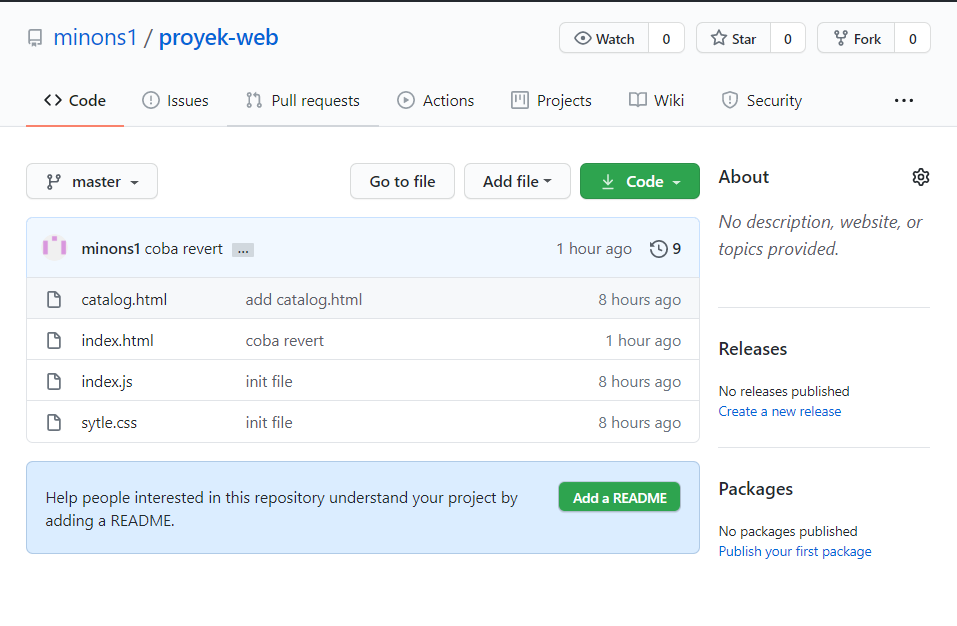 minons1 / proyek-web
Watch 0 Star 0 Fork 0
Code Issues Pull requests Actions Projects Wiki Security ...
master Go to file Add file Code
minons1 coba revert ... 1 hour ago 9
catalog.html add catalog.html 8 hours ago
index.html coba revert 1 hour ago
index.js init file 8 hours ago
sytle.css init file 8 hours ago
Help people interested in this repository understand your project by
adding a README.
Add a README
About
No description, website, or
topics provided.
Releases
No releases published
Create a new release
Packages
No packages published
Publish your first package